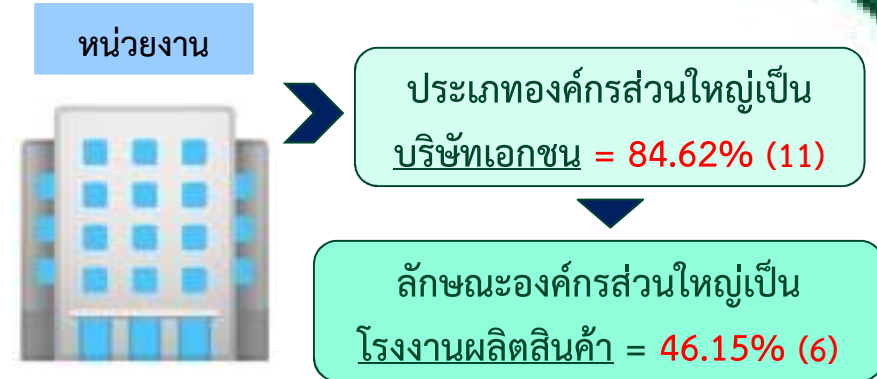 หน่วยงาน
ประเภทองค์กรส่วนใหญ่เป็น
บริษัทเอกชน = 84.62% (11)
ลักษณะองค์กรส่วนใหญ่เป็น
โรงงานผลิตสินค้า = 46.15% (6)